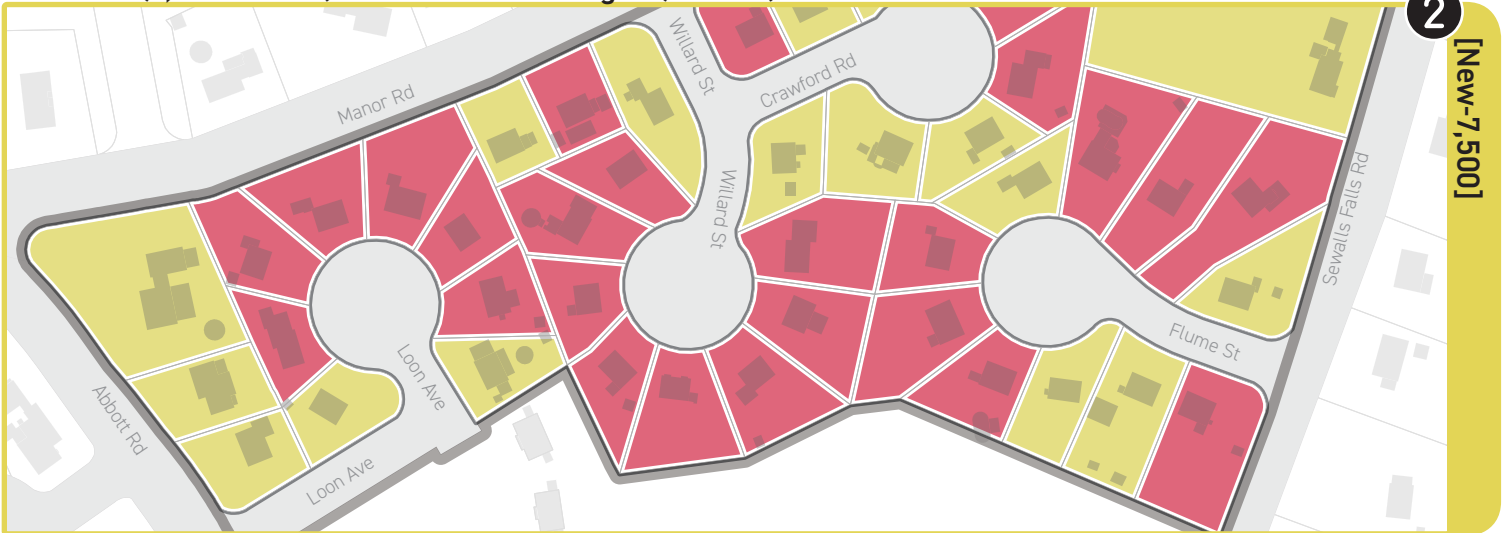 2
[New-7,500]
Willard St
Crawford Rd
Manor Rd
Willard St
Sewalls Falls Rd
Flume St
Loon Ave
Abbott Rd
Loon Ave